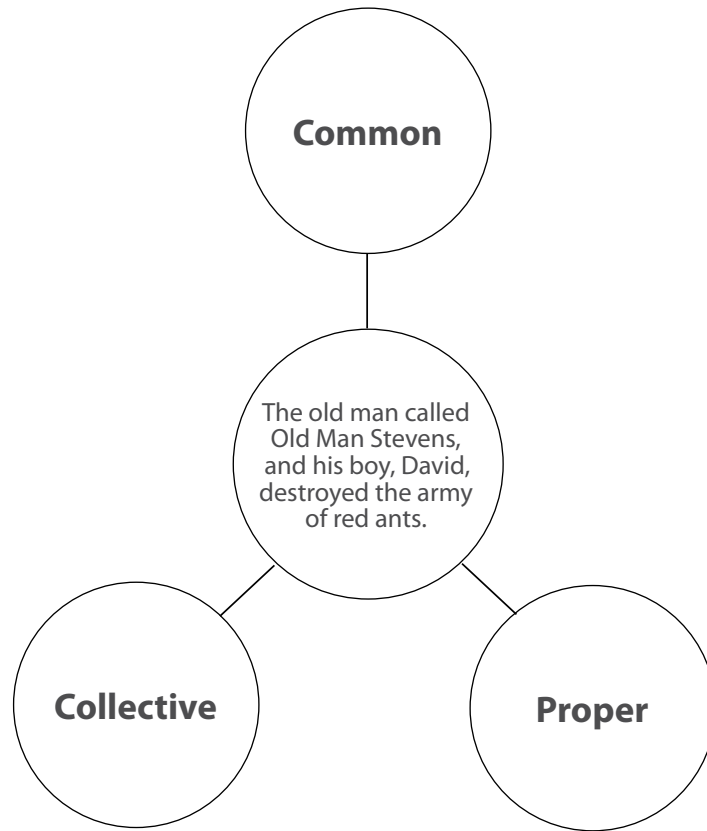 Common
The old man called
Old Man Stevens,
and his boy, David,
destroyed the army
of red ants.
Collective
Proper